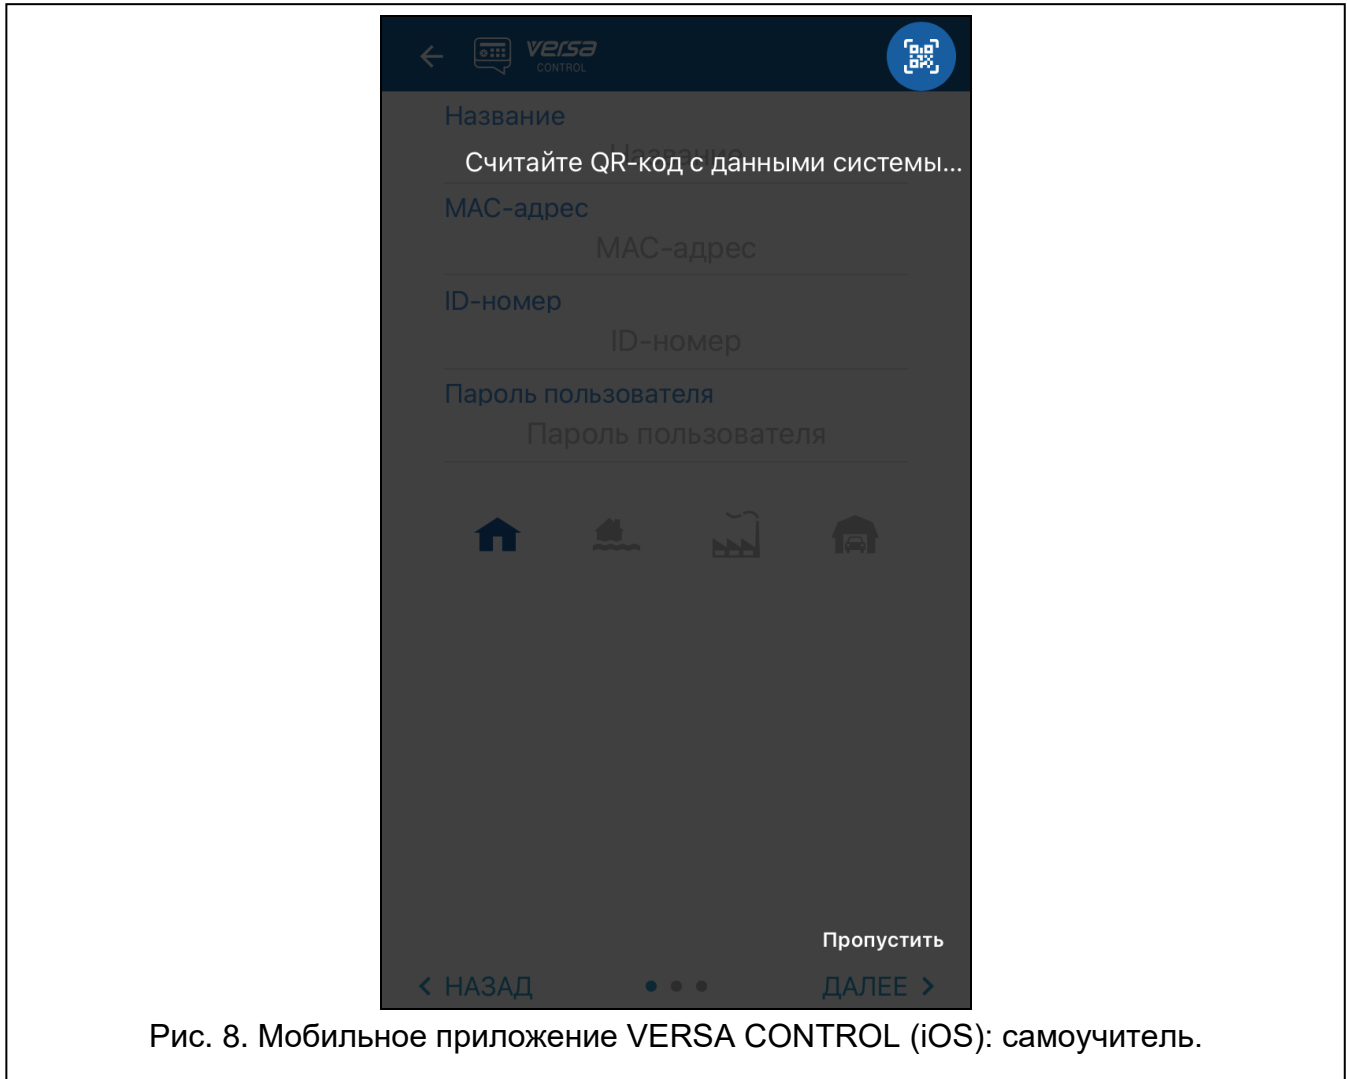 versa
CONTROL
Название
Название
Считайте QR-код с данными системы...
MAC-адрес
MAC-адрес
ID-номер
ID-номер
Пароль пользователя
Пароль пользователя
Пропустить
НАЗАД
ДАЛЕЕ
Рис. 8. Мобильное приложение VERSA CONTROL (iOS): самоучитель.